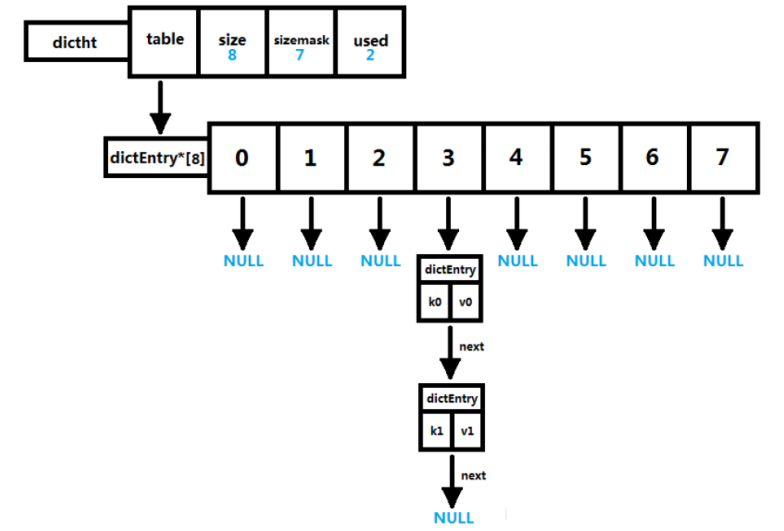 dictht table size sizemask used
8 7 2
dictEntry*[8] 0 1 2 3 4 5 6 7
NULL NULL NULL NULL NULL NULL NULL
dictEntry
k0 v0
next
dictEntry
k1 v1
next
NULL